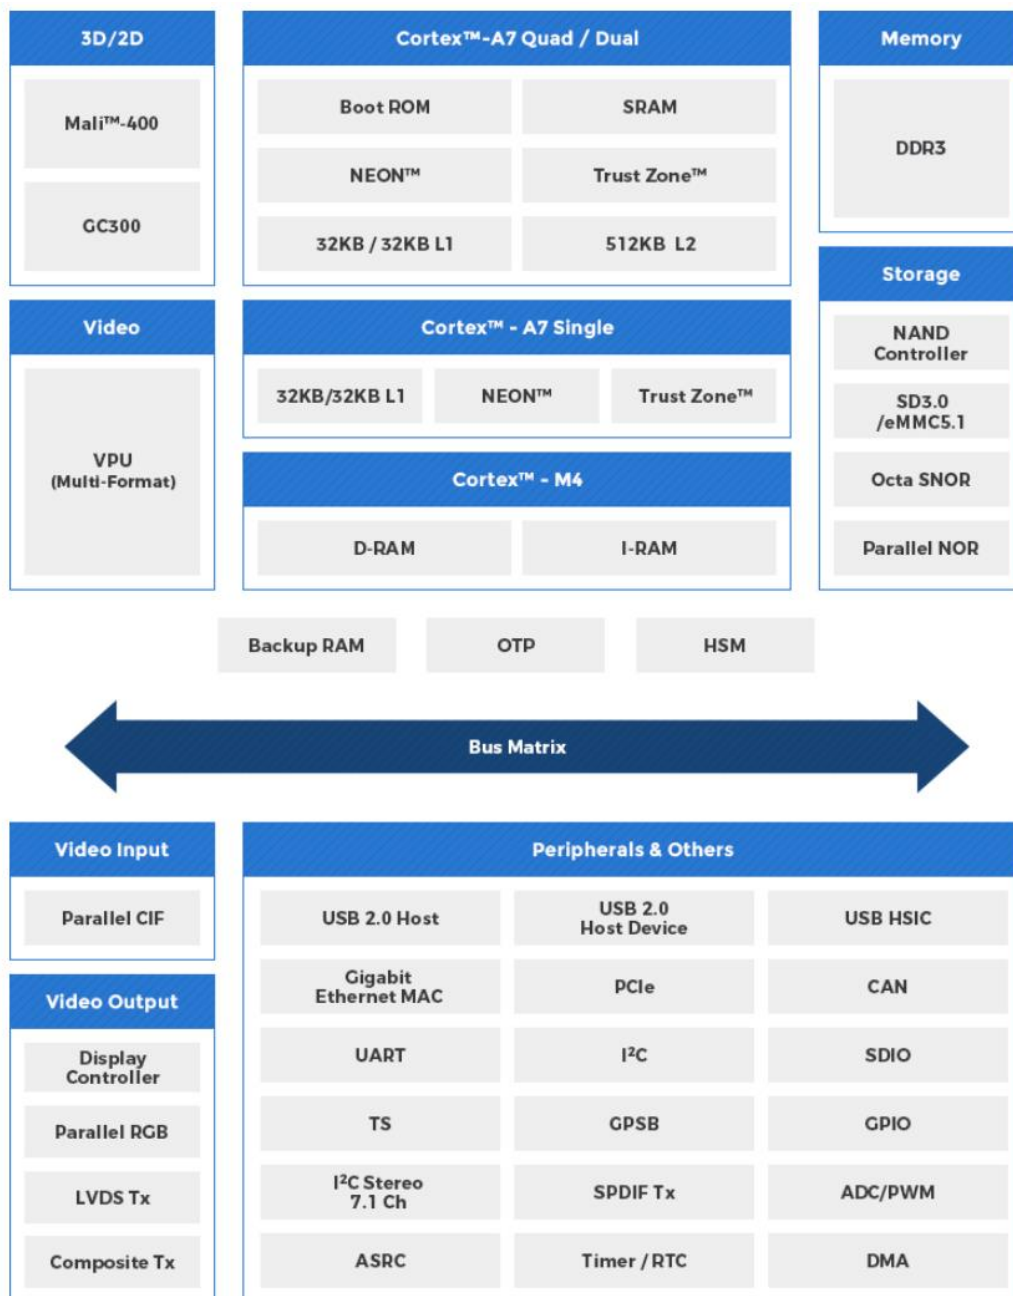 3D/2D
Mali™-400
GC300
Cortex™-A7 Quad / Dual
Boot ROM
SRAM
NEON™
Trust Zone™
32KB / 32KB L1
512KB L2
Memory
DDR3
Video
VPU
(Multi-Format)
Cortex™ - A7 Single
32KB/32KB L1
NEON™
Trust Zone™
Cortex™ - M4
D-RAM
I-RAM
Storage
NAND
Controller
SD3.0
/eMMC5.1
Octa SNOR
Parallel NOR
Backup RAM
OTP
HSM
Bus Matrix
Video Input
Parallel CIF
Video Output
Display
Controller
Parallel RGB
LVDS Tx
Composite Tx
Peripherals & Others
USB 2.0 Host
USB 2.0
Host Device
USB HSIC
Gigabit
Ethernet MAC
PCIe
CAN
UART
I²C
SDIO
TS
GPSB
GPIO
I²C Stereo
7.1 Ch
SPDIF Tx
ADC/PWM
ASRC
Timer / RTC
DMA